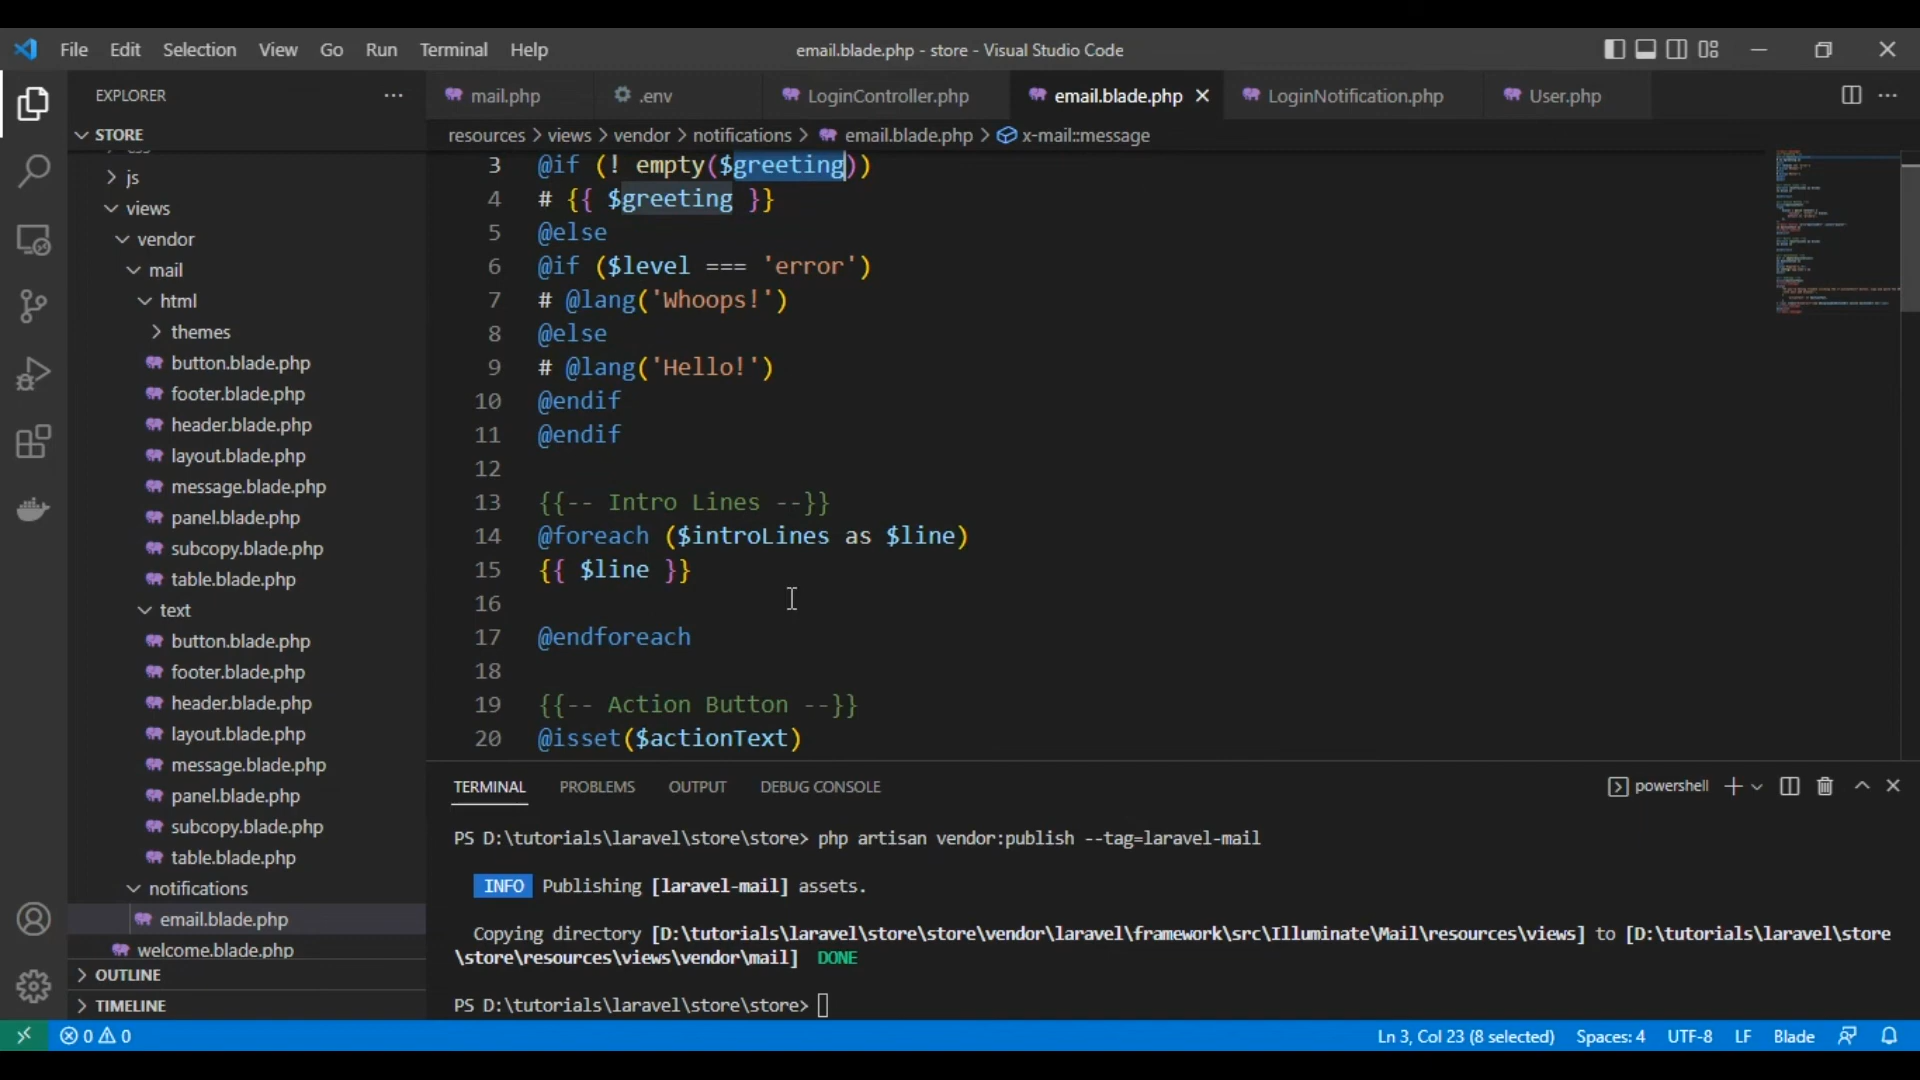 File Edit Selection View Go Run Terminal Help
email.blade.php - store - Visual Studio Code
EXPLORER
STORE
js
views
vendor
mail
html
themes
button.blade.php
footer.blade.php
header.blade.php
layout.blade.php
message.blade.php
panel.blade.php
subcopy.blade.php
table.blade.php
text
button.blade.php
footer.blade.php
header.blade.php
layout.blade.php
message.blade.php
panel.blade.php
subcopy.blade.php
table.blade.php
notifications
email.blade.php
welcome.blade.php
OUTLINE
TIMELINE
mail.php .env LoginController.php email.blade.php LoginNotification.php User.php
resources > views > vendor > notifications > email.blade.php > x-mail::message
3 @if (! empty($greeting))
4 # {{ $greeting }}
5 @else
6 @if ($level === 'error')
7 # @lang('Whoops!')
8 @else
9 # @lang('Hello!')
10 @endif
11 @endif
12
13 {{-- Intro Lines --}}
14 @foreach ($introLines as $line)
15 {{ $line }}
16
17 @endforeach
18
19 {{-- Action Button --}}
20 @isset($actionText)
TERMINAL PROBLEMS OUTPUT DEBUG CONSOLE
powershell
PS D:\tutorials\laravel\store\store> php artisan vendor:publish --tag=laravel-mail
INFO Publishing [laravel-mail] assets.
Copying directory [D:\tutorials\laravel\store\store\vendor\laravel\framework\src\Illuminate\Mail\resources\views] to [D:\tutorials\laravel\store
\store\resources\views\vendor\mail] DONE
PS D:\tutorials\laravel\store\store>
0 0
Ln 3, Col 23 (8 selected) Spaces: 4 UTF-8 LF Blade